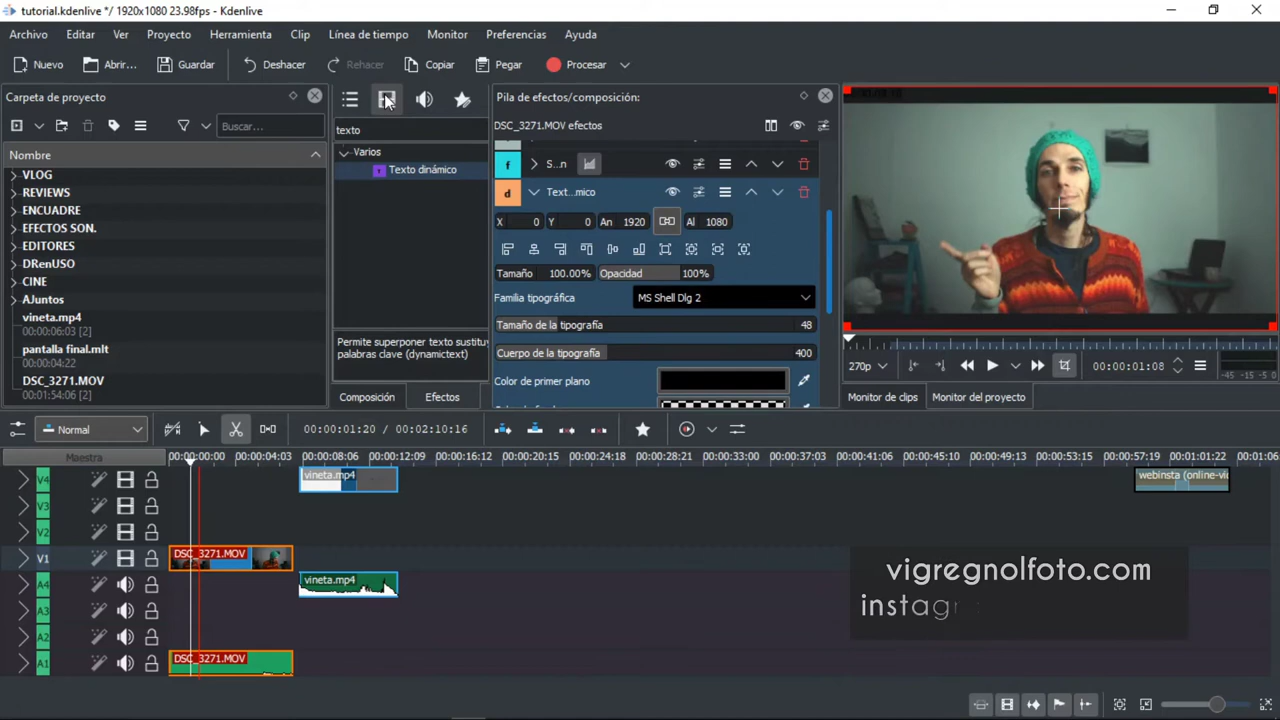 tutorial.kdenlive */ 1920x1080 23.98fps - Kdenlive
Archivo Editar Ver Proyecto Herramienta Clip Línea de tiempo Monitor Preferencias Ayuda
Nuevo Abrir... Guardar Deshacer Rehacer Copiar Pegar Procesar
Carpeta de proyecto
Buscar...
Nombre
VLOG
REVIEWS
ENCUADRE
EFECTOS SON.
EDITORES
DRenUSO
CINE
AJuntos
vineta.mp4
00:00:06:03 [2]
pantalla final.mlt
00:00:04:22
DSC_3271.MOV
00:01:54:06 [2]
texto
Varios
Texto dinámico
Permite superponer texto sustituy
palabras clave (dynamictext)
Composición Efectos
Pila de efectos/composición:
DSC_3271.MOV efectos
f S...n
d Text...mico
X 0 Y 0 An 1920 Al 1080
Tamaño 100.00% Opacidad 100%
Familia tipográfica MS Shell Dlg 2
Tamaño de la tipografía 48
Cuerpo de la tipografía 400
Color de primer plano
270p 00:00:01:08
-45 -15 -5 0
Monitor de clips Monitor del proyecto
Normal 00:00:01:20 / 00:02:10:16
Maestra 00:00:00:00 00:00:04:03 00:00:08:06 00:00:12:09 00:00:16:12 00:00:20:15 00:00:24:18 00:00:28:21 00:00:33:00 00:00:37:03 00:00:41:06 00:00:45:10 00:00:49:13 00:00:53:15 00:00:57:19 00:01:01:22 00:01:06
V4 vineta.mp4 webinsta (online-vi
V3
V2
V1 DSC_3271.MOV
A4 vineta.mp4
A3
A2
A1 DSC_3271.MOV
vigregnolfoto.com
instagr